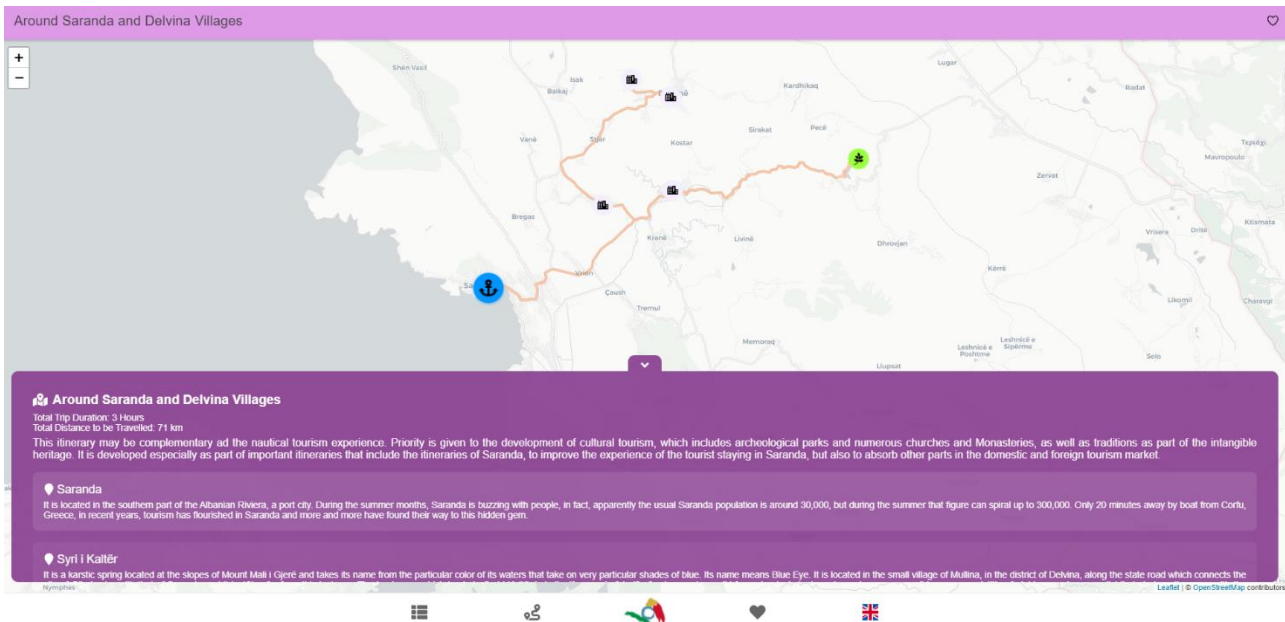 Around Saranda and Delvina Villages
+
−
Shën Vasil
Lugar
Isak
Kardhikaq
Radat
Bajkaj
Sirakat
Pecë
Vanë
Stjar
Kostar
Mavropoulo
Zervat
Bregas
Ktismata
Vrisera
Kranë
Livinë
Dhrovjan
Vrion
Kërrë
Çaush
Likomil
Charavgi
Tremul
Memoraq
Leshnicë e Sipërme
Leshnicë e Poshtme
Selo
Llupsat
Around Saranda and Delvina Villages
Total Trip Duration: 3 Hours
Total Distance to be Travelled: 71 km
This itinerary may be complementary ad the nautical tourism experience. Priority is given to the development of cultural tourism, which includes archeological parks and numerous churches and Monasteries, as well as traditions as part of the intangible
heritage. It is developed especially as part of important itineraries that include the itineraries of Saranda, to improve the experience of the tourist staying in Saranda, but also to absorb other parts in the domestic and foreign tourism market.
Saranda
It is located in the southern part of the Albanian Riviera, a port city. During the summer months, Saranda is buzzing with people, in fact, apparently the usual Saranda population is around 30,000, but during the summer that figure can spiral up to 300,000. Only 20 minutes away by boat from Corfu,
Greece, in recent years, tourism has flourished in Saranda and more and more have found their way to this hidden gem.
Syri i Kaltër
It is a karstic spring located at the slopes of Mount Mali i Gjerë and takes its name from the particular color of its waters that take on very particular shades of blue. Its name means Blue Eye. It is located in the small village of Mullina, in the district of Delvina, along the state road which connects the
Nymphes
Leaflet | © OpenStreetMap contributors